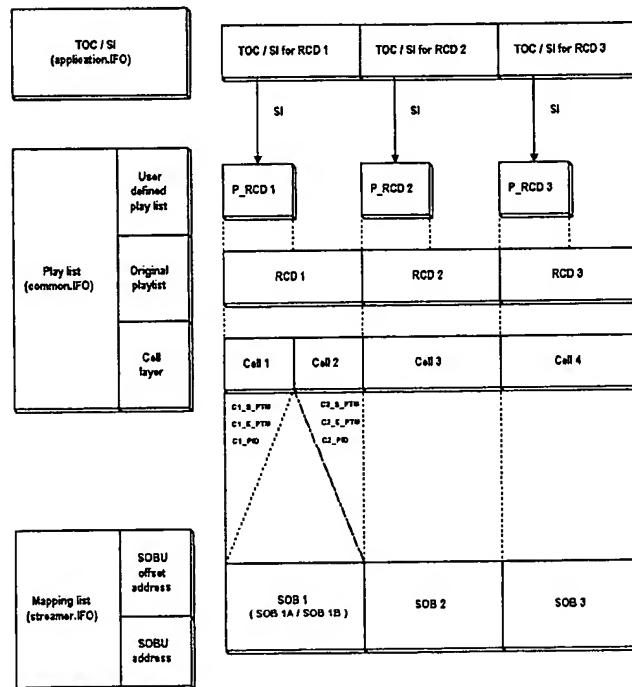 TOC / SI
(application.IFO)
TOC / SI for RCD 1
TOC / SI for RCD 2
TOC / SI for RCD 3
SI
SI
SI
Play list
(common.IFO)
User
defined
play list
Original
playlist
Cell
layer
P_RCD 1
P_RCD 2
P_RCD 3
RCD 1
RCD 2
RCD 3
Cell 1
Cell 2
Cell 3
Cell 4
C1_S_PTM
C1_E_PTM
C1_PID
C2_S_PTM
C2_E_PTM
C2_PID
Mapping list
(streamer.IFO)
SOBU
offset
address
SOBU
address
SOB 1
( SOB 1A / SOB 1B )
SOB 2
SOB 3